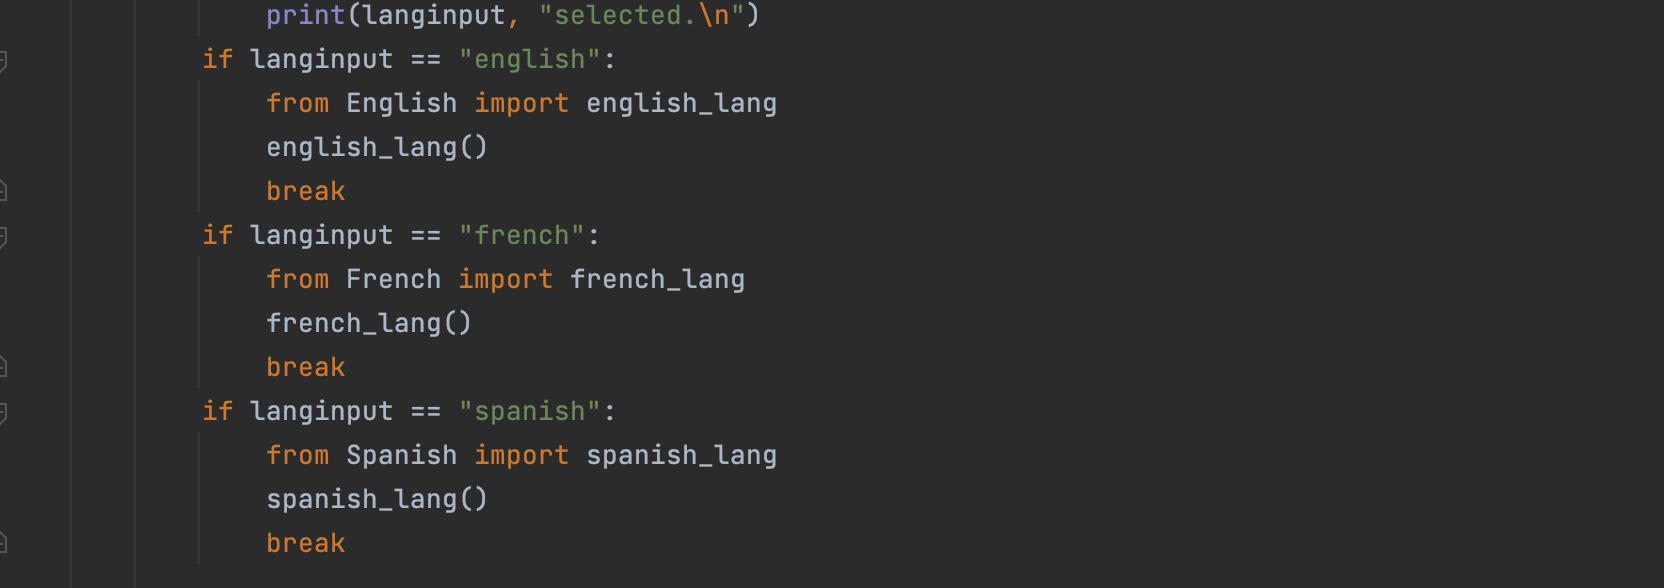 print(langinput, "selected.\n")
if langinput == "english":
from English import english_lang
english_lang()
break
if langinput == "french":
from French import french_lang
french_lang()
break
if langinput == "spanish":
from Spanish import spanish_lang
spanish_lang()
break